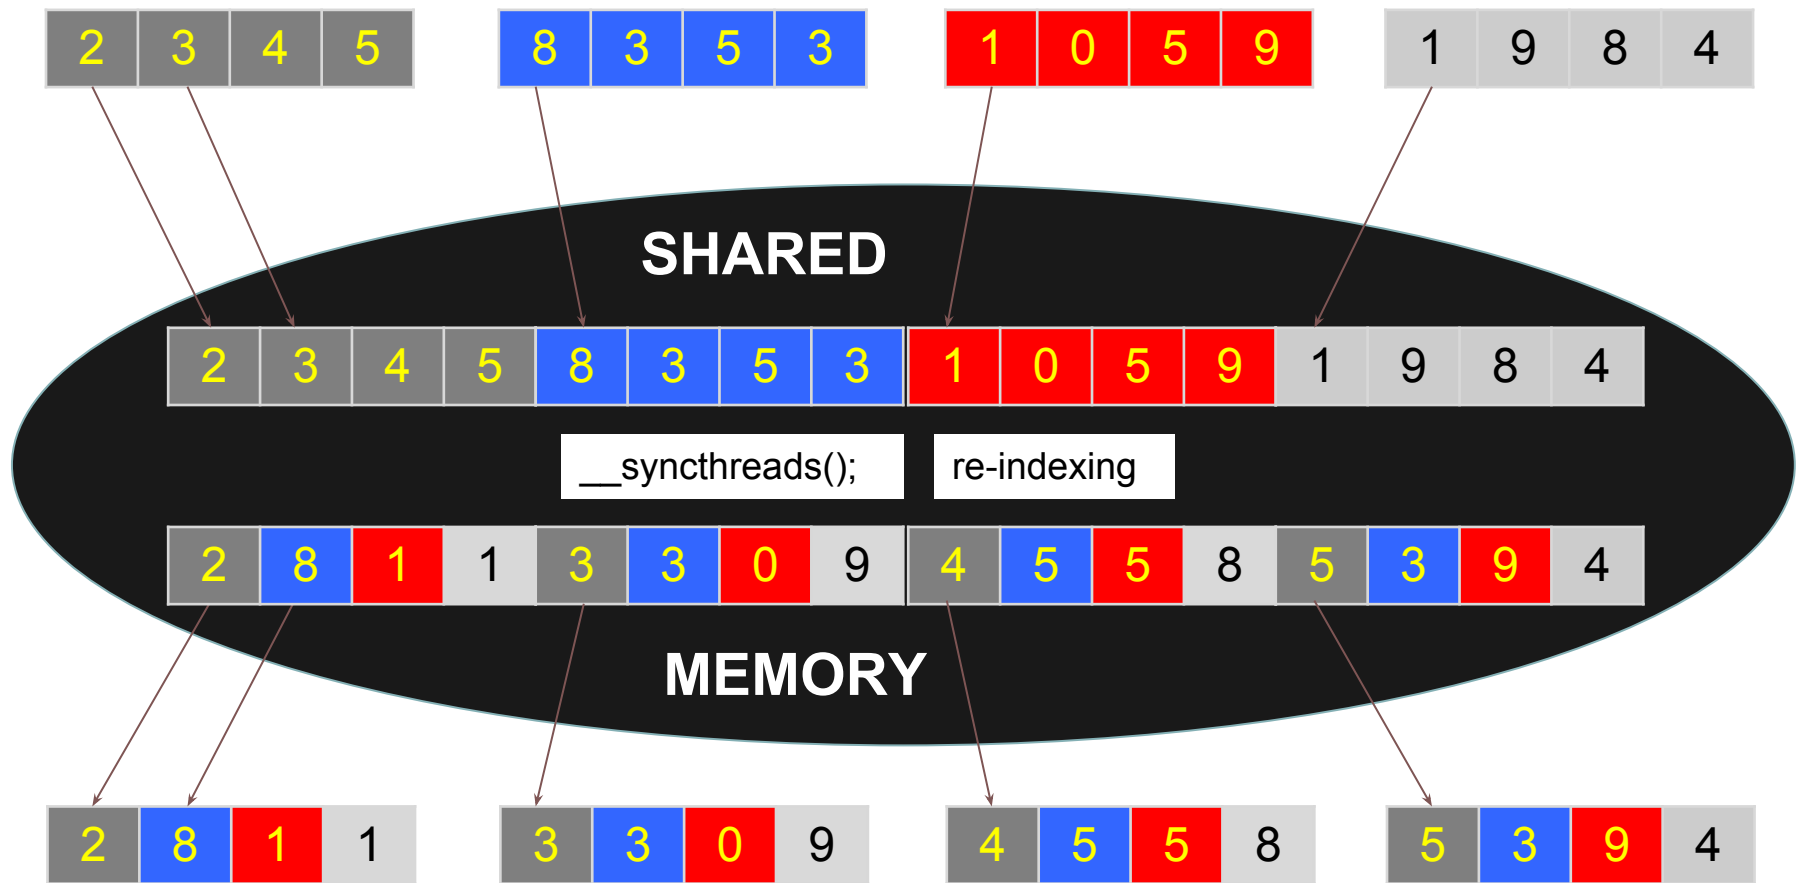 2 3 4 5 8 3 5 3 1 0 5 9 1 9 8 4
SHARED
2 3 4 5 8 3 5 3 1 0 5 9 1 9 8 4
__syncthreads(); re-indexing
2 8 1 1 3 3 0 9 4 5 5 8 5 3 9 4
MEMORY
2 8 1 1 3 3 0 9 4 5 5 8 5 3 9 4